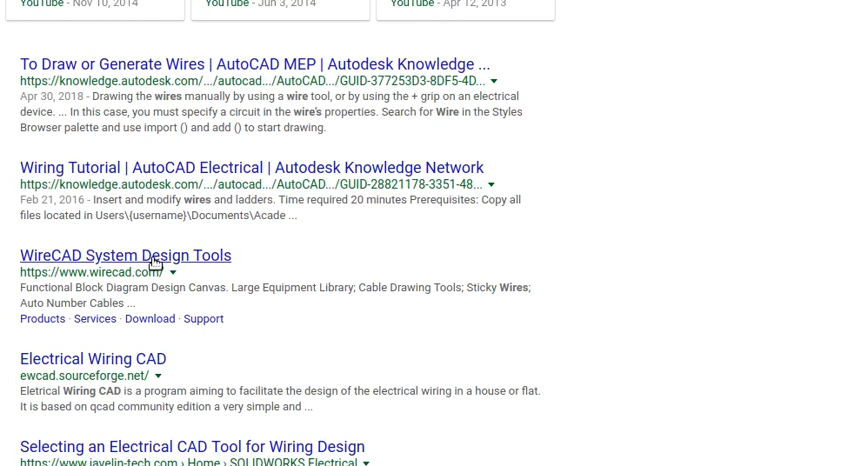 YouTube - Nov 10, 2014
YouTube - Jun 3, 2014
YouTube - Apr 12, 2013
To Draw or Generate Wires | AutoCAD MEP | Autodesk Knowledge ...
https://knowledge.autodesk.com/.../autocad.../AutoCAD.../GUID-377253D3-8DF5-4D...
Apr 30, 2018 - Drawing the wires manually by using a wire tool, or by using the + grip on an electrical
device. ... In this case, you must specify a circuit in the wire's properties. Search for Wire in the Styles
Browser palette and use import () and add () to start drawing.
Wiring Tutorial | AutoCAD Electrical | Autodesk Knowledge Network
https://knowledge.autodesk.com/.../autocad.../AutoCAD.../GUID-28821178-3351-48...
Feb 21, 2016 - Insert and modify wires and ladders. Time required 20 minutes Prerequisites: Copy all
files located in Users\{username}\Documents\Acade ...
WireCAD System Design Tools
https://www.wirecad.com/
Functional Block Diagram Design Canvas. Large Equipment Library; Cable Drawing Tools; Sticky Wires;
Auto Number Cables ...
Products · Services · Download · Support
Electrical Wiring CAD
ewcad.sourceforge.net/
Eletrical Wiring CAD is a program aiming to facilitate the design of the electrical wiring in a house or flat.
It is based on qcad community edition a very simple and ...
Selecting an Electrical CAD Tool for Wiring Design
https://www.javelin-tech.com › Home › SOLIDWORKS Electrical